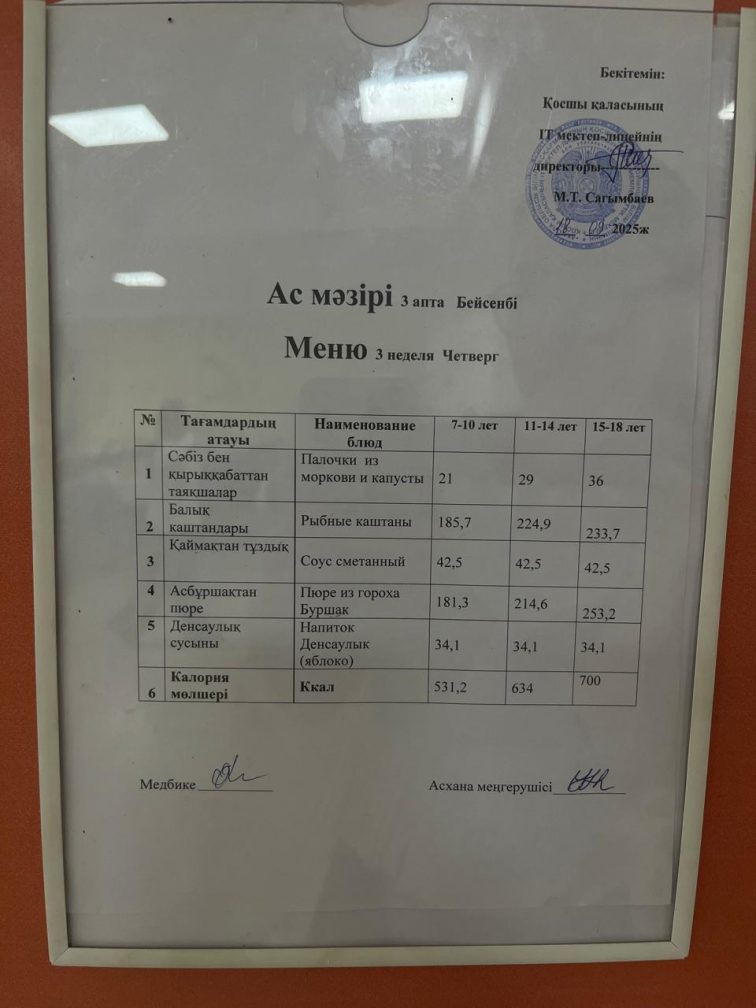 Бекітемін:
Қосшы қаласының
IT мектеп-лицейнің
директоры
М.Т. Сагымбаев
18 09 2025ж
Ас мәзірі 3 апта Бейсенбі
Меню 3 неделя Четверг
№ Тағамдардың атауы Наименование блюд 7-10 лет 11-14 лет 15-18 лет
1 Сәбіз бен қырыққабаттан таяқшалар Палочки из моркови и капусты 21 29 36
2 Балық каштандары Рыбные каштаны 185,7 224,9 233,7
3 Қаймақтан тұздық Соус сметанный 42,5 42,5 42,5
4 Асбұршақтан пюре Пюре из гороха Буршак 181,3 214,6 253,2
5 Денсаулық сусыны Напиток Денсаулык (яблоко) 34,1 34,1 34,1
6 Калория мөлшері Ккал 531,2 634 700
Медбике Асхана меңгерушісі